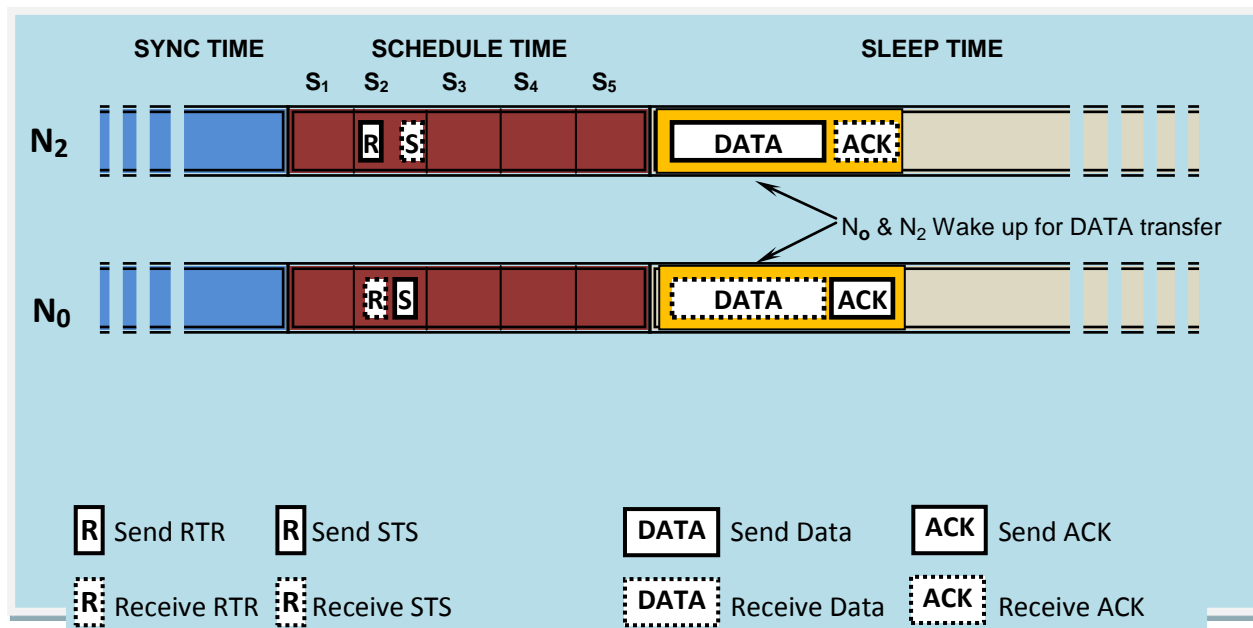 SYNC TIME SCHEDULE TIME SLEEP TIME
S1 S2 S3 S4 S5
N2 R S DATA ACK
No & N2 Wake up for DATA transfer
N0 R S DATA ACK
R Send RTR R Send STS DATA Send Data ACK Send ACK
R Receive RTR R Receive STS DATA Receive Data ACK Receive ACK